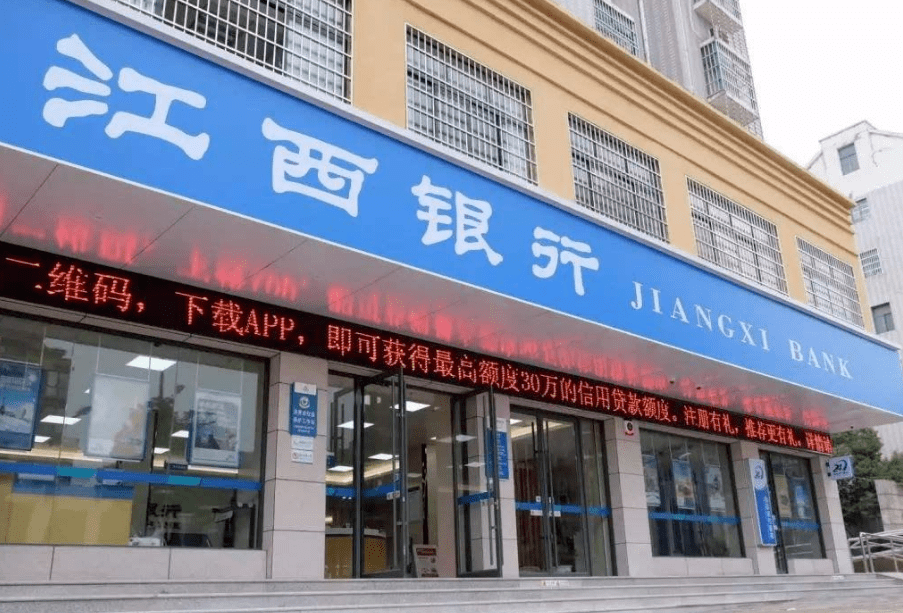 江西银行 JIANGXI BANK
二维码，下载APP，即可获得最高额度30万的信用贷款额度。注册有礼，推荐更有礼，详情请